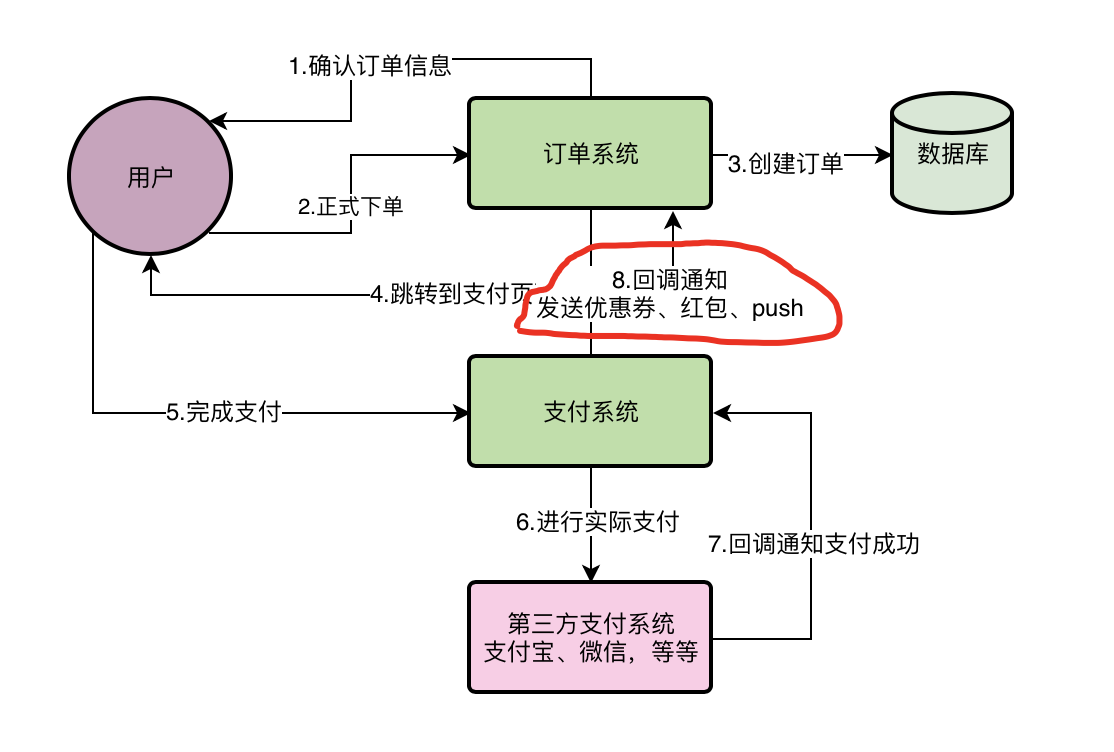 1.确认订单信息
用户
订单系统
3.创建订单
数据库
2.正式下单
4.跳转到支付页
8.回调通知
发送优惠券、红包、push
5.完成支付
支付系统
6.进行实际支付
7.回调通知支付成功
第三方支付系统
支付宝、微信，等等